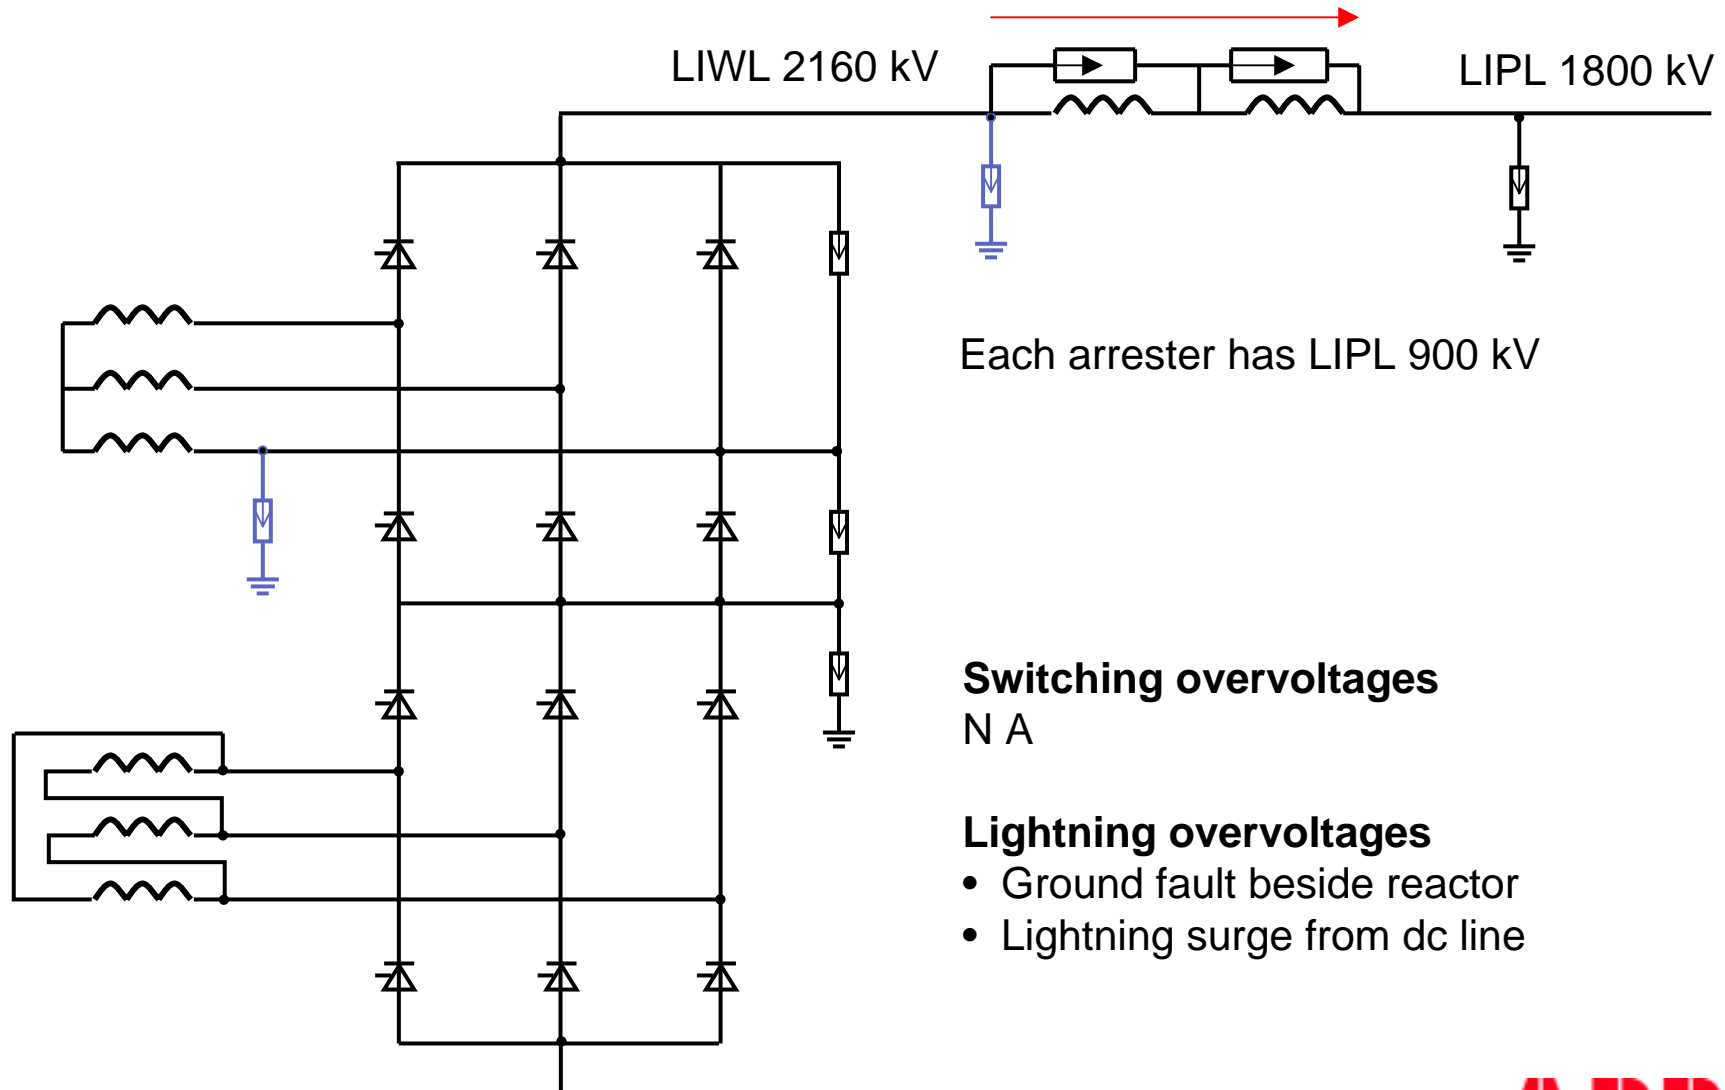 LIWL 2160 kV
LIPL 1800 kV
Each arrester has LIPL 900 kV
Switching overvoltages
N A
Lightning overvoltages
• Ground fault beside reactor
• Lightning surge from dc line